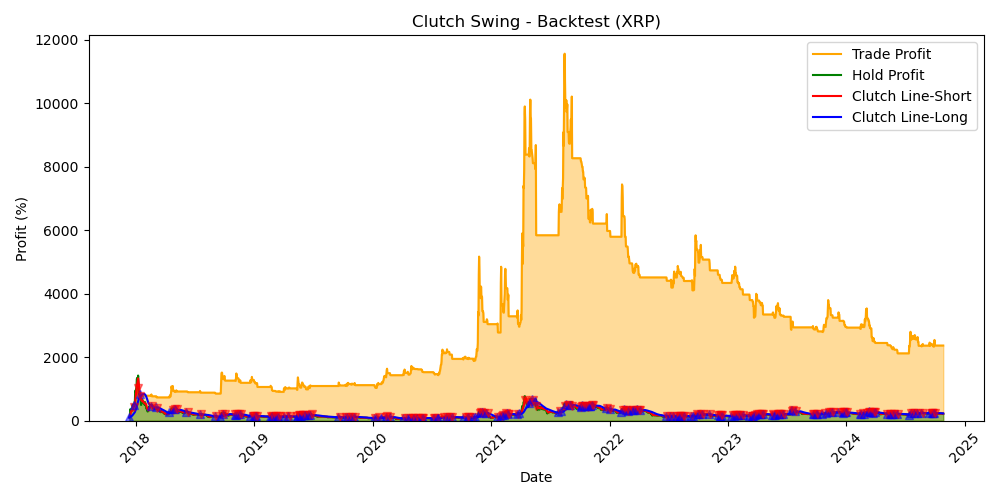 Clutch Swing - Backtest (XRP)
Trade Profit
Hold Profit
Clutch Line-Short
Clutch Line-Long
12000
10000
8000
6000
4000
2000
0
Profit (%)
2018
2019
2020
2021
2022
2023
2024
2025
Date